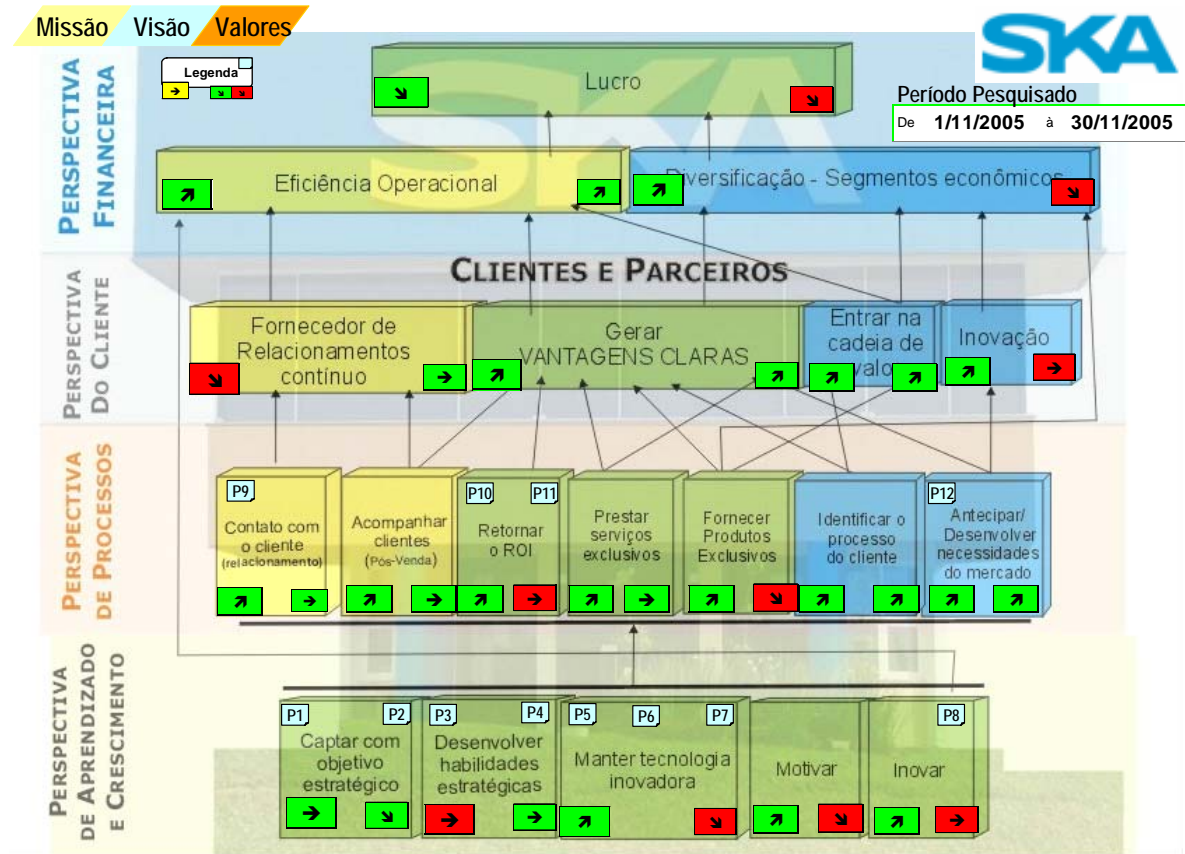 Missão Visão Valores
SKA
Legenda
Período Pesquisado
De 1/11/2005 à 30/11/2005
PERSPECTIVA
FINANCEIRA
Lucro
Eficiência Operacional
Diversificação - Segmentos econômicos
SKA
PERSPECTIVA
DO CLIENTE
CLIENTES E PARCEIROS
Fornecedor de
Relacionamentos
contínuo
Gerar
VANTAGENS CLARAS
Entrar na
cadeia de
valor
Inovação
PERSPECTIVA
DE PROCESSOS
P9
Contato com
o cliente
(relacionamento)
Acompanhar
clientes
(Pós-Venda)
P10 P11
Retornar
o ROI
Prestar
serviços
exclusivos
Fornecer
Produtos
Exclusivos
Identificar o
processo
do cliente
P12
Antecipar/
Desenvolver
necessidades
do mercado
PERSPECTIVA
DE APRENDIZADO
E CRESCIMENTO
P1 P2
Captar com
objetivo
estratégico
P3 P4
Desenvolver
habilidades
estratégicas
P5 P6 P7
Manter tecnologia
inovadora
Motivar
P8
Inovar